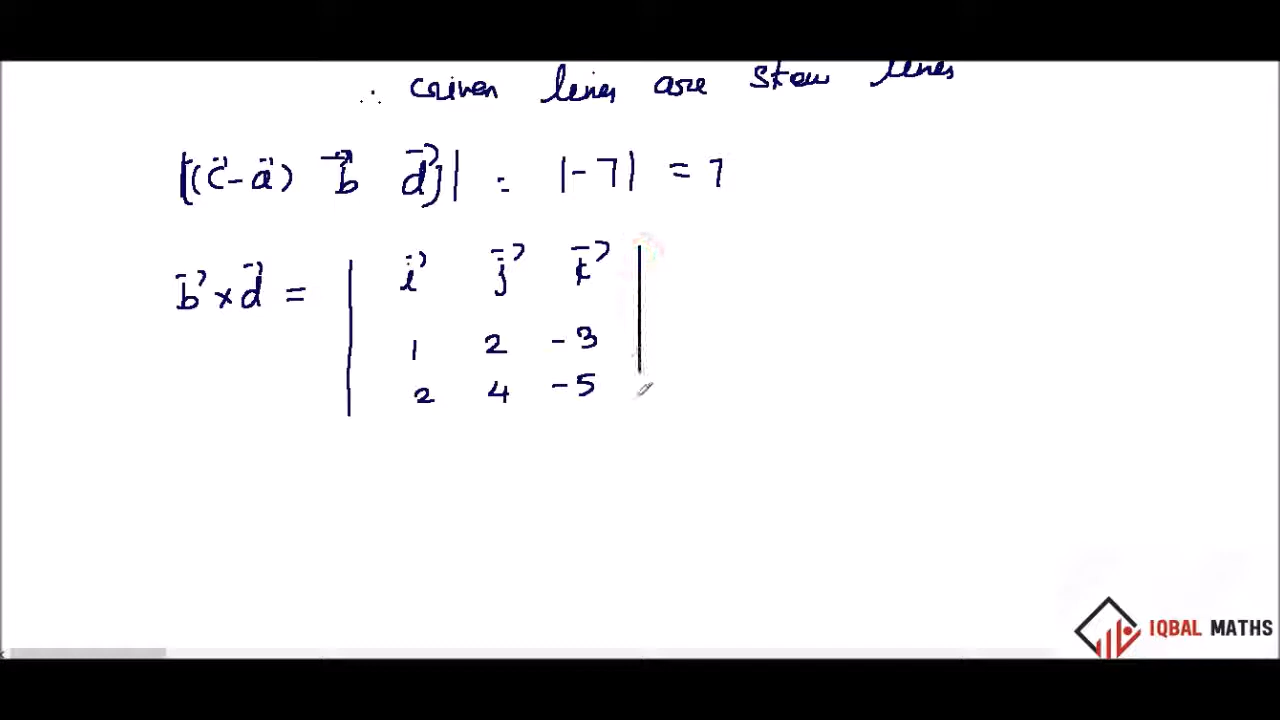 ∴ Given lines are skew lines
|[(c⃗-a⃗) b⃗ d⃗]| = |-7| = 7
b⃗ × d⃗ = | i⃗ j⃗ k⃗ |
1 2 -3
2 4 -5
IQBAL MATHS